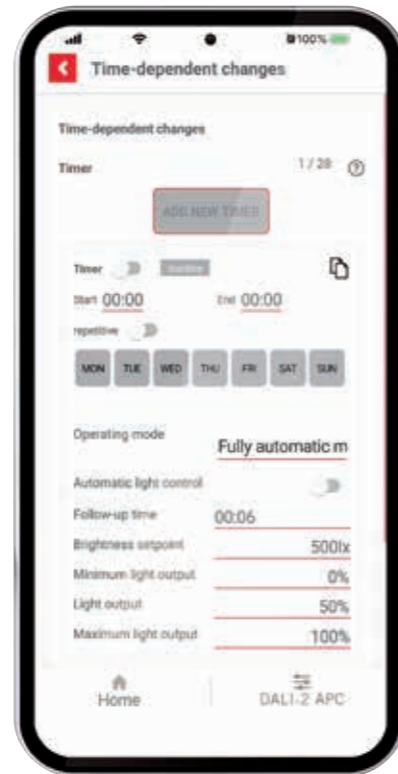 100%
Time-dependent changes
Time-dependent changes
Timer 1 / 28
ADD NEW TIMER
Timer
Start 00:00 End 00:00
repetitive
MON TUE WED THU FRI SAT SUN
Operating mode Fully automatic m
Automatic light control
Follow-up time 00:06
Brightness setpoint 500lx
Minimum light output 0%
Light output 50%
Maximum light output 100%
Home DALI-2 APC